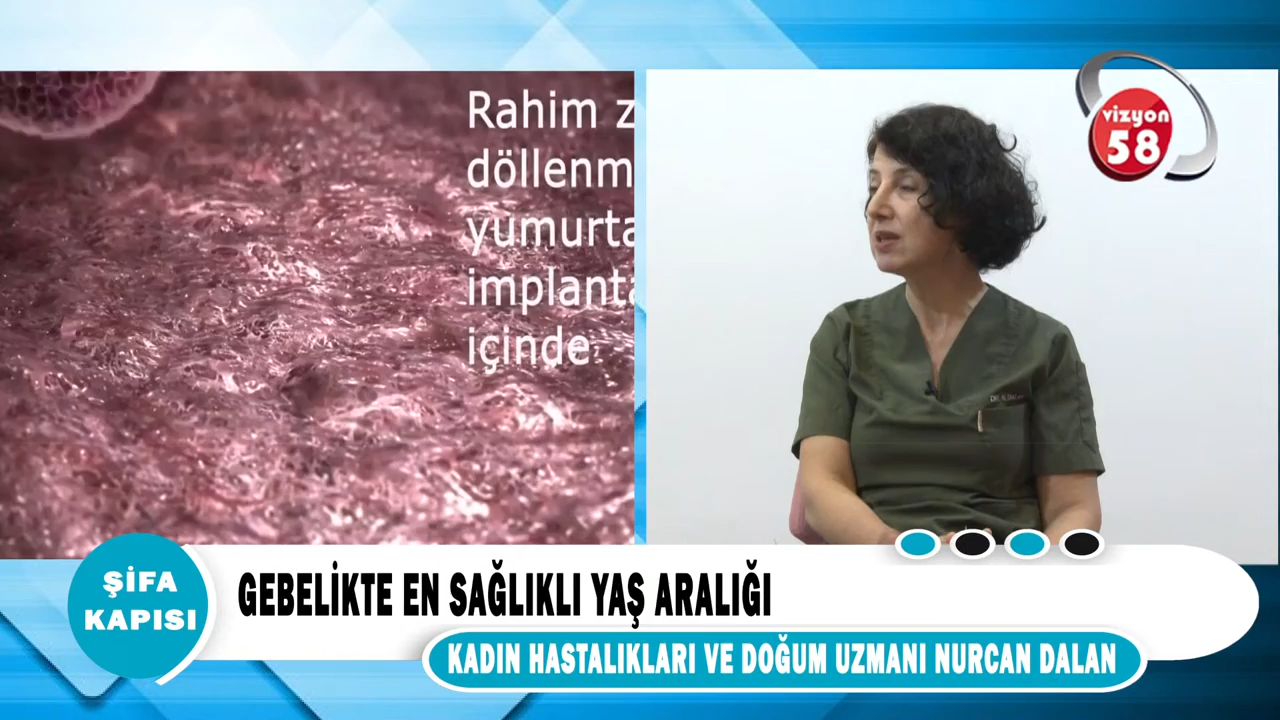 Rahim z
döllenm
yumurta
implanta
içinde
vizyon
58
ŞİFA
KAPISI
GEBELİKTE EN SAĞLIKLI YAŞ ARALIĞI
KADIN HASTALIKLARI VE DOĞUM UZMANI NURCAN DALAN